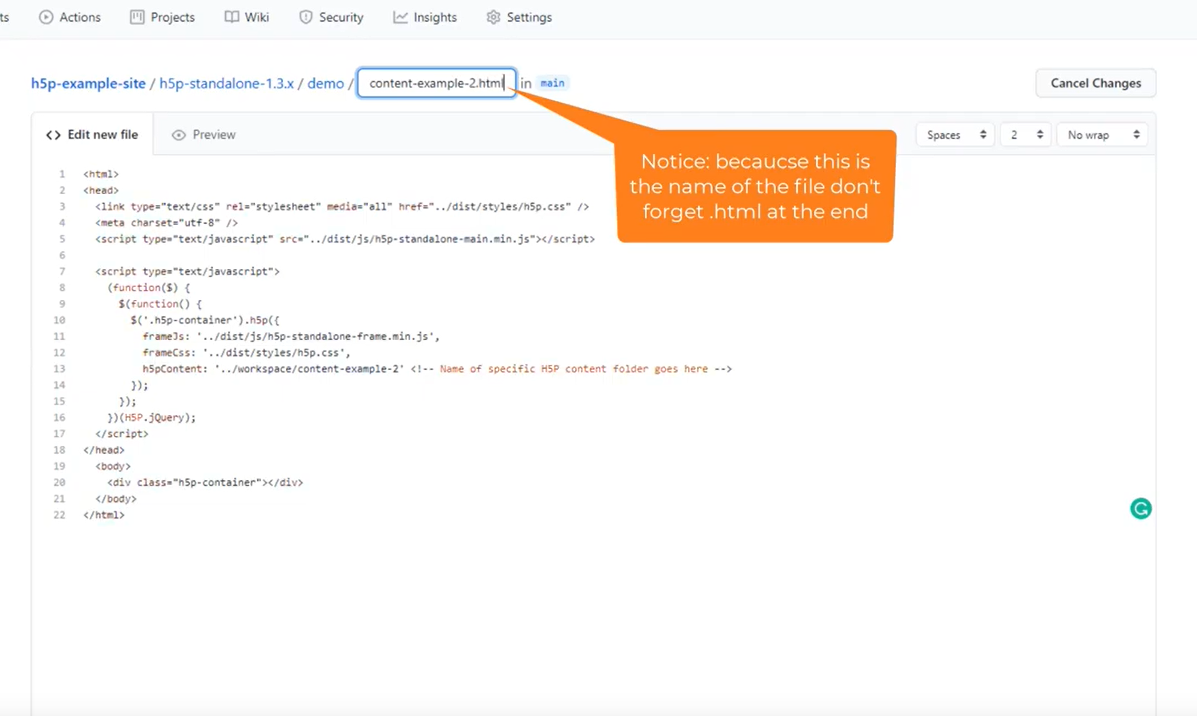 ts Actions Projects Wiki Security Insights Settings
h5p-example-site / h5p-standalone-1.3.x / demo / content-example-2.html in main Cancel Changes
<> Edit new file Preview Spaces 2 No wrap
Notice: becaucse this is
the name of the file don't
forget .html at the end
1 <html>
2 <head>
3 <link type="text/css" rel="stylesheet" media="all" href="../dist/styles/h5p.css" />
4 <meta charset="utf-8" />
5 <script type="text/javascript" src="../dist/js/h5p-standalone-main.min.js"></script>
6
7 <script type="text/javascript">
8 (function($) {
9 $(function() {
10 $('.h5p-container').h5p({
11 frameJs: '../dist/js/h5p-standalone-frame.min.js',
12 frameCss: '../dist/styles/h5p.css',
13 h5pContent: '../workspace/content-example-2' <!-- Name of specific H5P content folder goes here -->
14 });
15 });
16 })(H5P.jQuery);
17 </script>
18 </head>
19 <body>
20 <div class="h5p-container"></div>
21 </body>
22 </html>